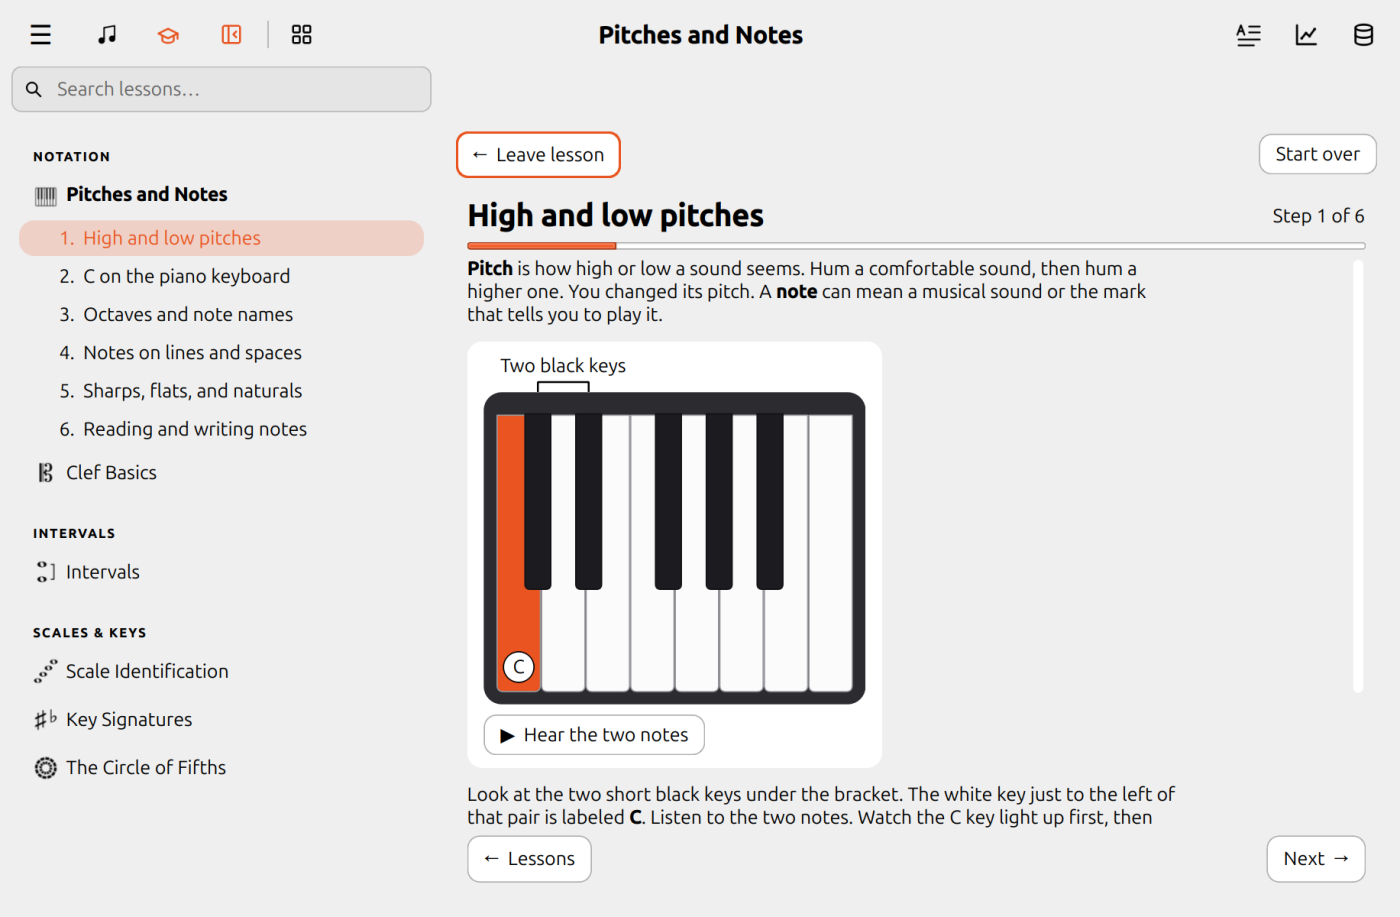 Pitches and Notes
Search lessons…
NOTATION
Pitches and Notes
1. High and low pitches
2. C on the piano keyboard
3. Octaves and note names
4. Notes on lines and spaces
5. Sharps, flats, and naturals
6. Reading and writing notes
Clef Basics
INTERVALS
Intervals
SCALES & KEYS
Scale Identification
Key Signatures
The Circle of Fifths
← Leave lesson
Start over
High and low pitches
Step 1 of 6
Pitch is how high or low a sound seems. Hum a comfortable sound, then hum a
higher one. You changed its pitch. A note can mean a musical sound or the mark
that tells you to play it.
Two black keys
C
▶ Hear the two notes
Look at the two short black keys under the bracket. The white key just to the left of
that pair is labeled C. Listen to the two notes. Watch the C key light up first, then
← Lessons
Next →